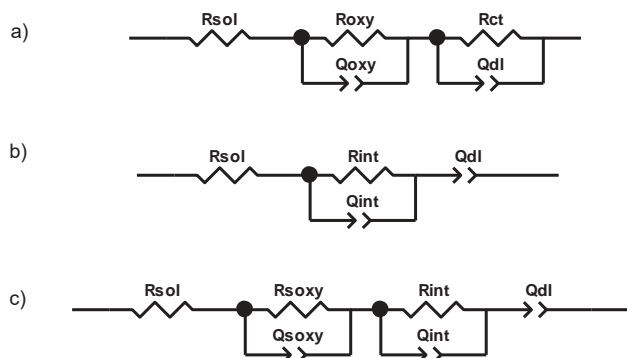 a)
Rsol Roxy Rct
Qoxy Qdl
b)
Rsol Rint Qdl
Qint
c)
Rsol Rsoxy Rint Qdl
Qsoxy Qint